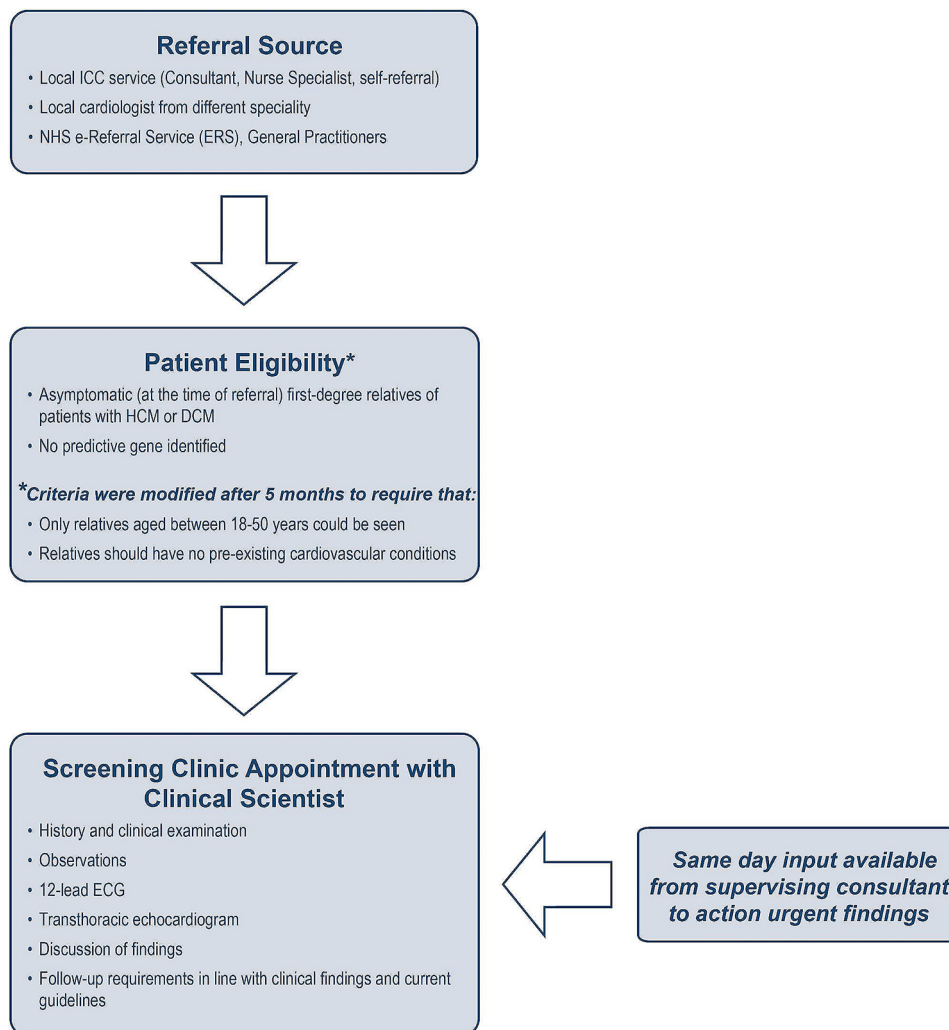 Referral Source
• Local ICC service (Consultant, Nurse Specialist, self-referral)
• Local cardiologist from different speciality
• NHS e-Referral Service (ERS), General Practitioners
Patient Eligibility*
• Asymptomatic (at the time of referral) first-degree relatives of
patients with HCM or DCM
• No predictive gene identified
*Criteria were modified after 5 months to require that:
• Only relatives aged between 18-50 years could be seen
• Relatives should have no pre-existing cardiovascular conditions
Screening Clinic Appointment with
Clinical Scientist
• History and clinical examination
• Observations
• 12-lead ECG
• Transthoracic echocardiogram
• Discussion of findings
• Follow-up requirements in line with clinical findings and current
guidelines
Same day input available
from supervising consultant
to action urgent findings